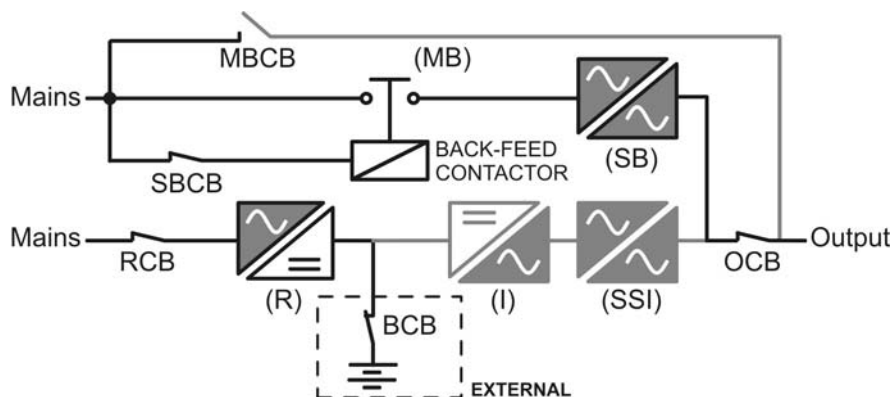 MBCB
(MB)
Mains
BACK-FEED
CONTACTOR
(SB)
SBCB
Mains
RCB
(R)
(I)
(SSI)
OCB
Output
BCB
EXTERNAL